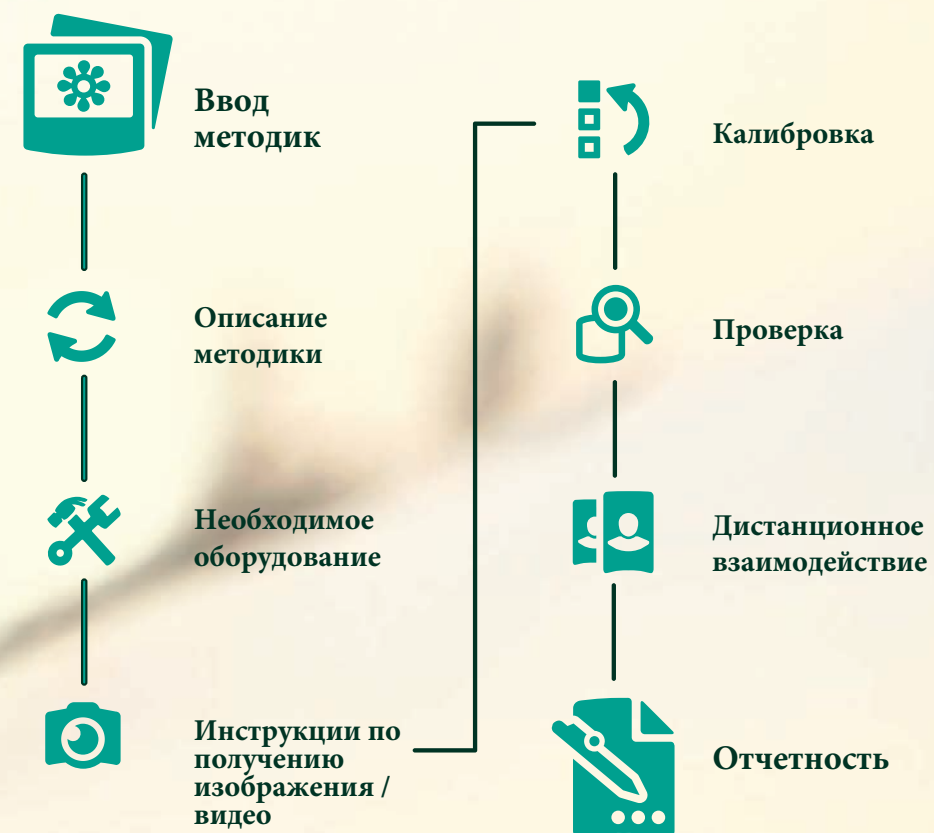 Ввод
методик
Описание
методики
Необходимое
оборудование
Инструкции по
получению
изображения /
видео
Калибровка
Проверка
Дистанционное
взаимодействие
Отчетность